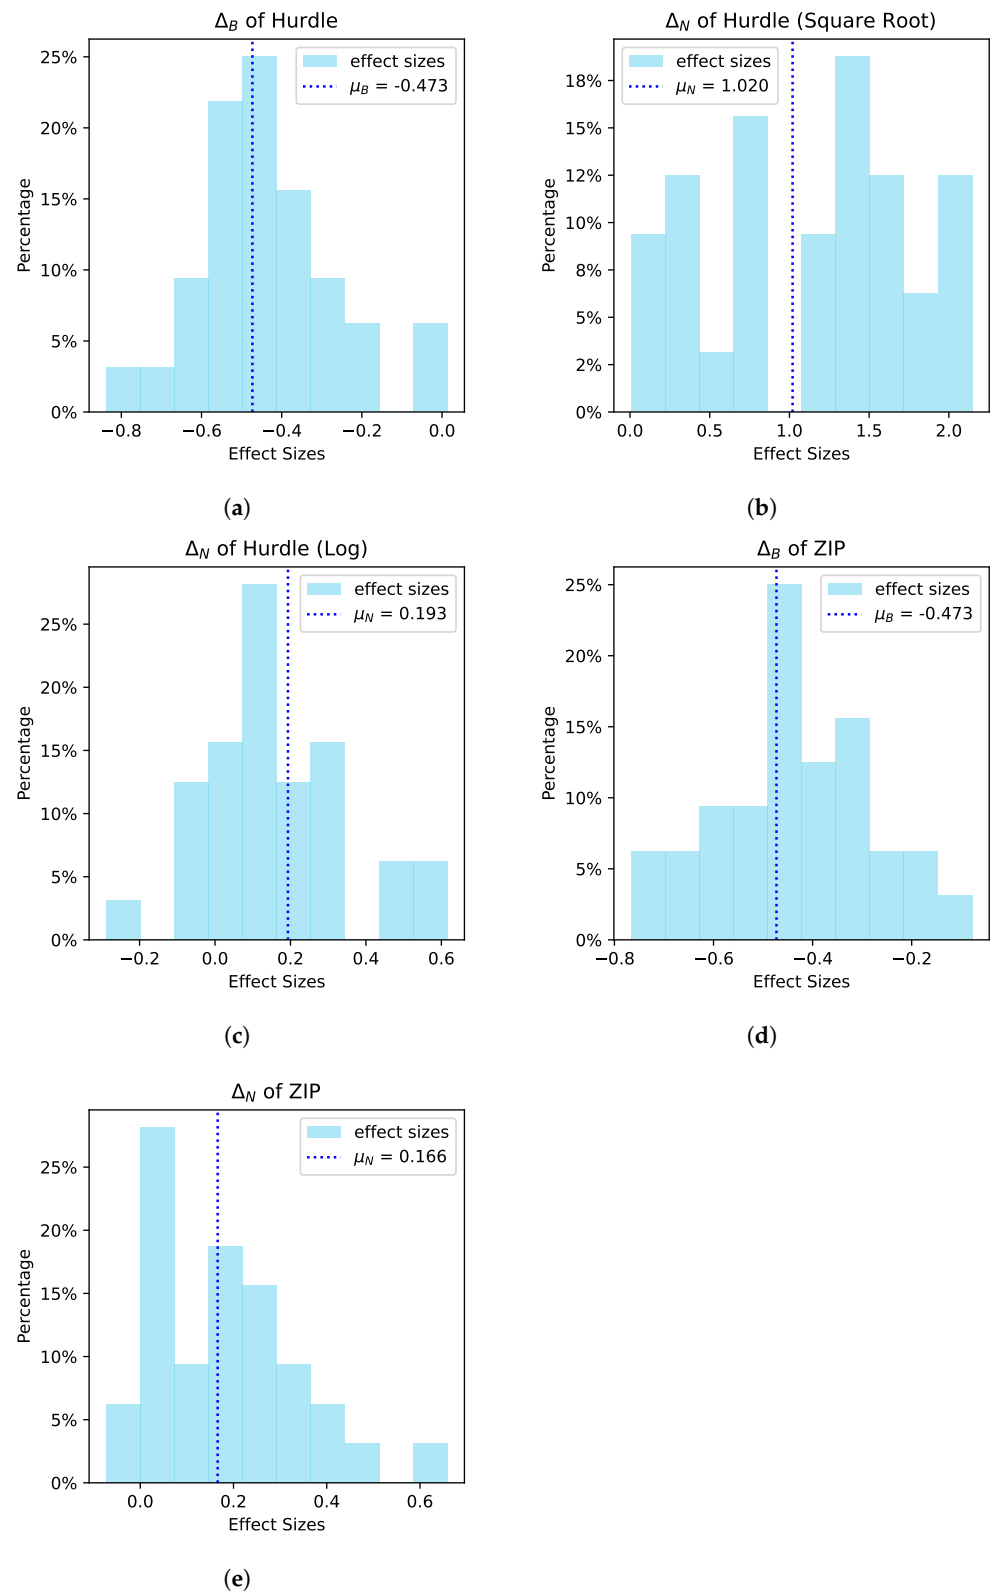 Δ_B of Hurdle
25%
20%
15%
10%
5%
0%
Percentage
effect sizes
μ_B = -0.473
−0.8 −0.6 −0.4 −0.2 0.0
Effect Sizes
(a)
Δ_N of Hurdle (Square Root)
18%
15%
12%
10%
8%
5%
2%
0%
Percentage
effect sizes
μ_N = 1.020
0.0 0.5 1.0 1.5 2.0
Effect Sizes
(b)
Δ_N of Hurdle (Log)
25%
20%
15%
10%
5%
0%
Percentage
effect sizes
μ_N = 0.193
−0.2 0.0 0.2 0.4 0.6
Effect Sizes
(c)
Δ_B of ZIP
25%
20%
15%
10%
5%
0%
Percentage
effect sizes
μ_B = -0.473
−0.8 −0.6 −0.4 −0.2
Effect Sizes
(d)
Δ_N of ZIP
25%
20%
15%
10%
5%
0%
Percentage
effect sizes
μ_N = 0.166
0.0 0.2 0.4 0.6
Effect Sizes
(e)